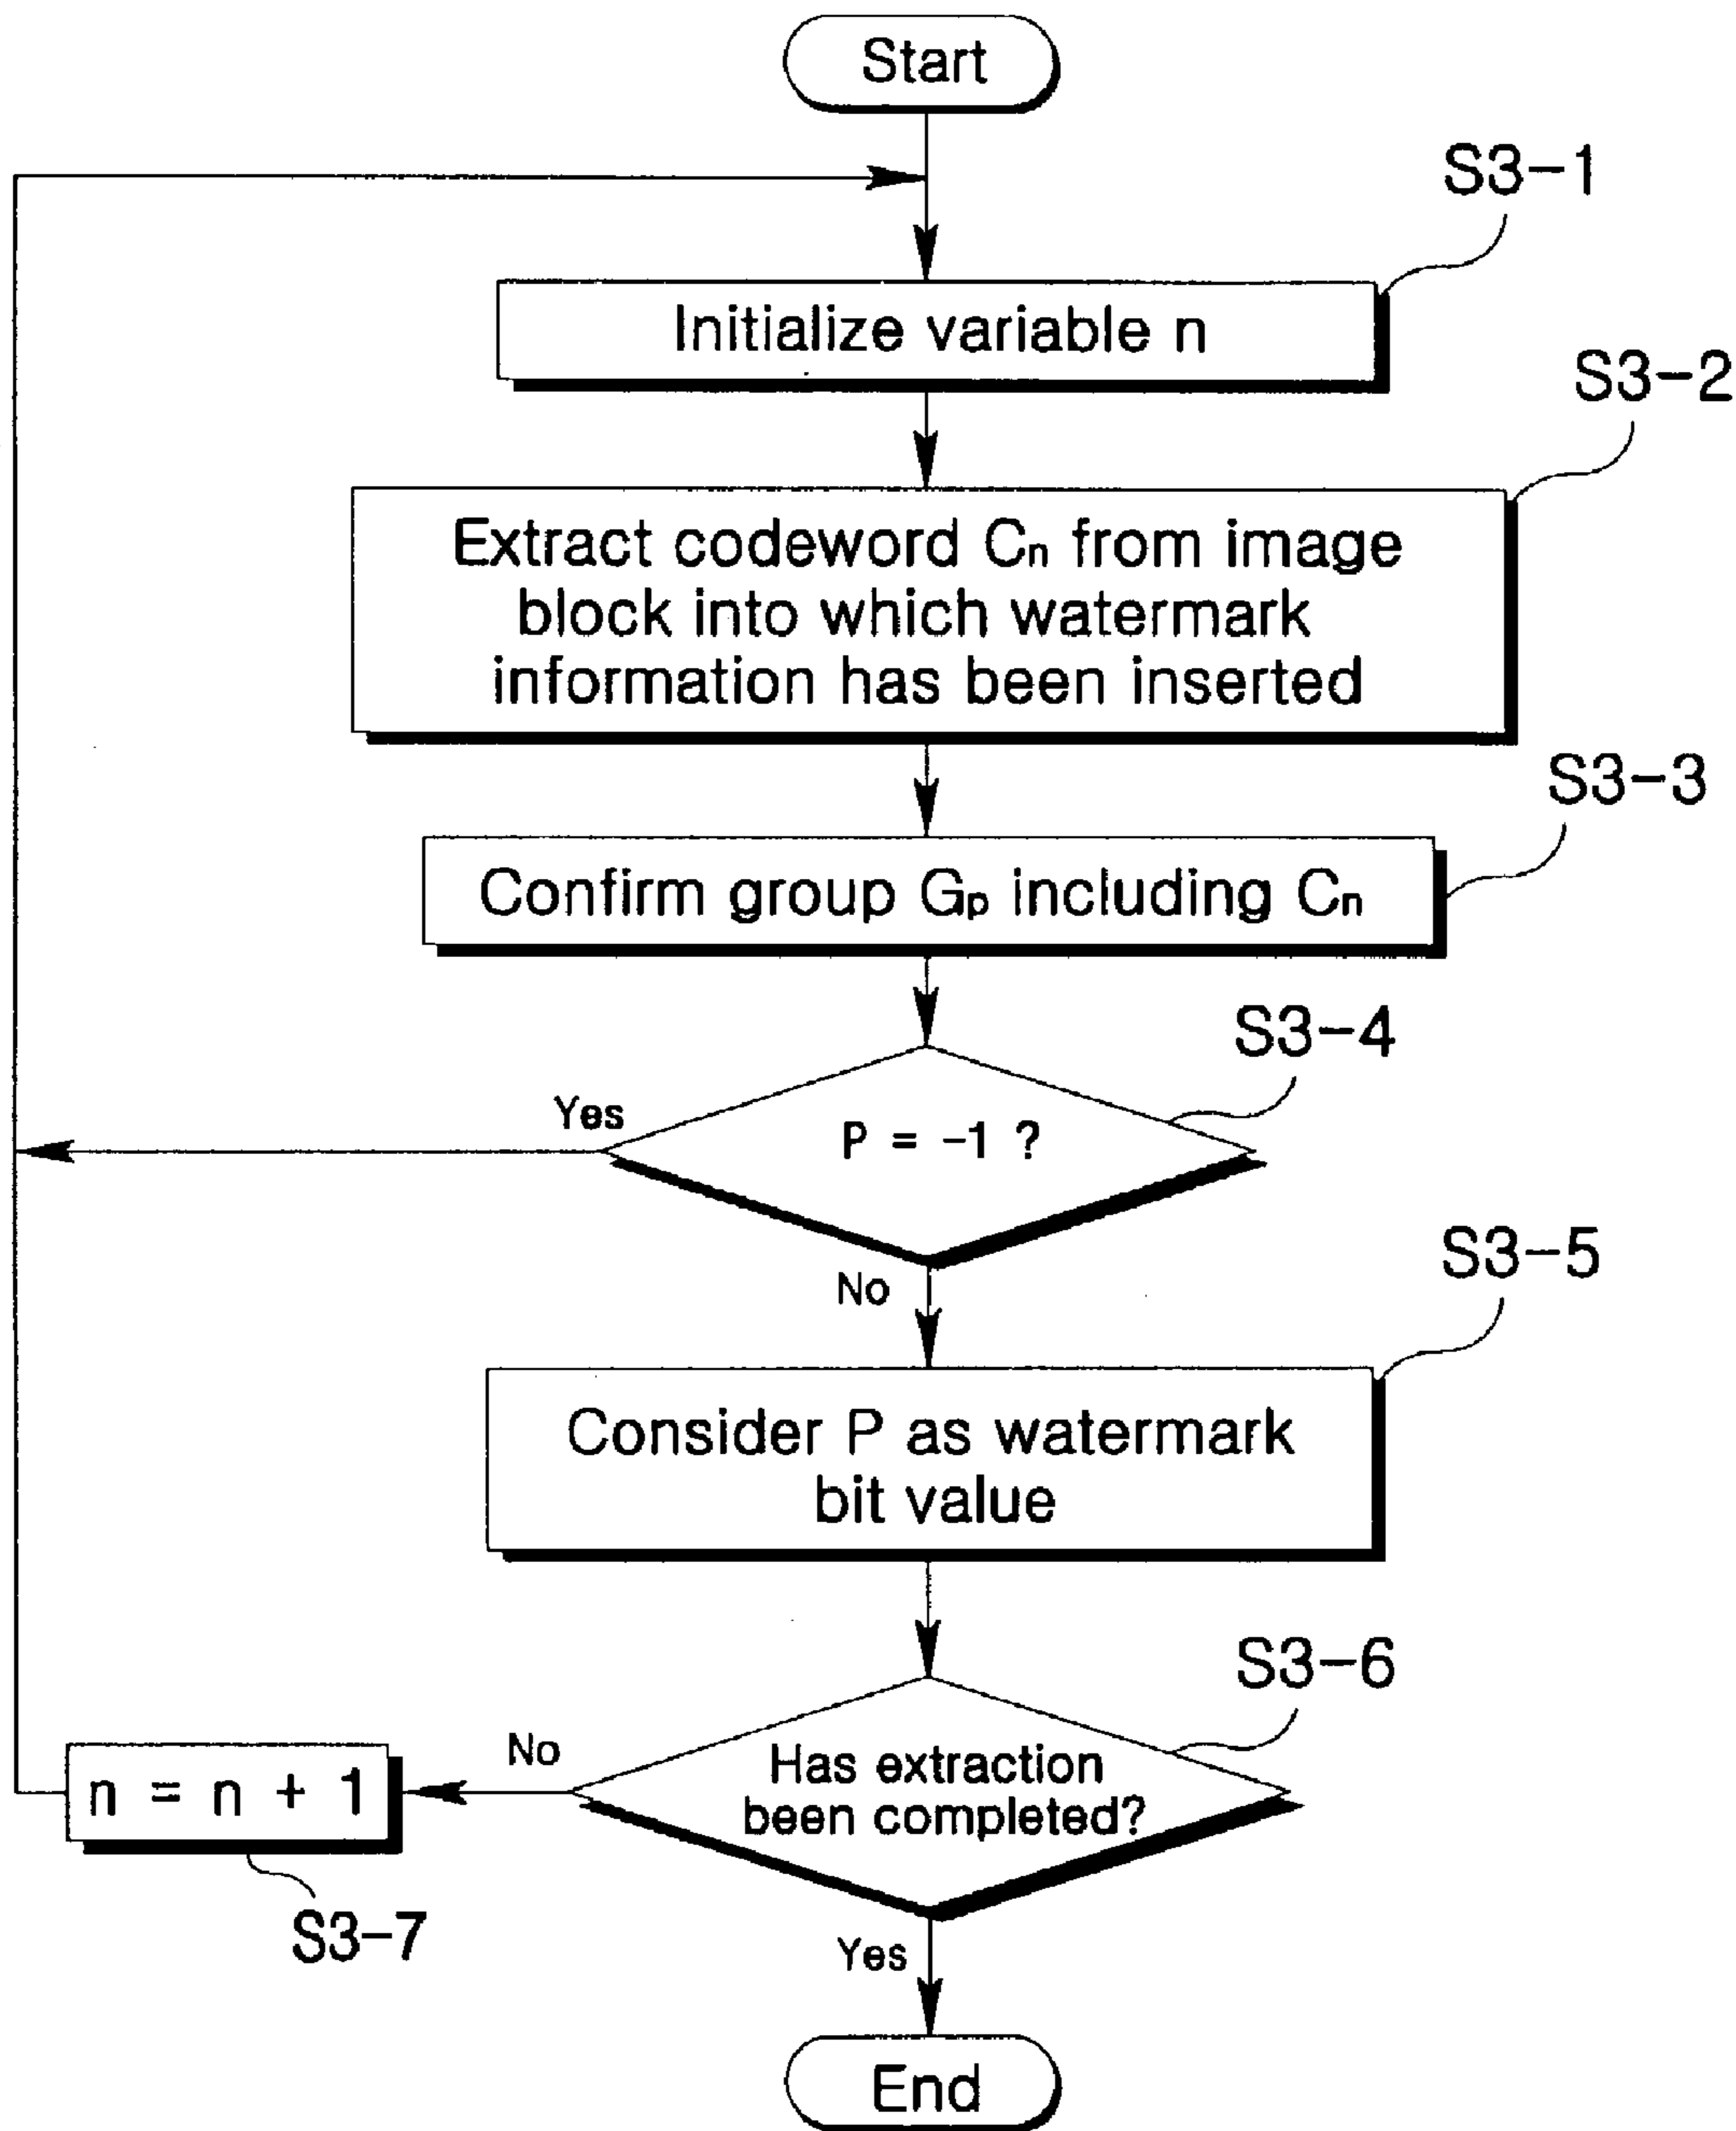 Start
S3-1
Initialize variable n
S3-2
Extract codeword Cn from image
block into which watermark
information has been inserted
S3-3
Confirm group Gp including Cn
S3-4
Yes
P = -1 ?
No
S3-5
Consider P as watermark
bit value
S3-6
No
Has extraction
been completed?
n = n + 1
S3-7
Yes
End